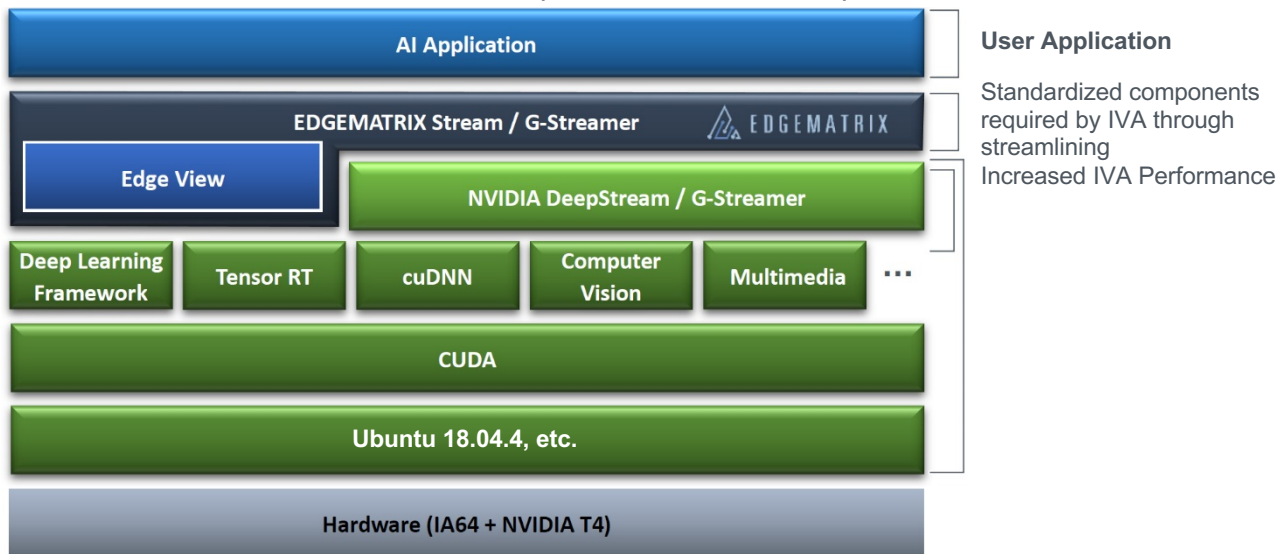 AI Application
User Application
EDGEMATRIX Stream / G-Streamer
EDGEMATRIX
Standardized components
required by IVA through
streamlining
Increased IVA Performance
Edge View
NVIDIA DeepStream / G-Streamer
Deep Learning
Framework
Tensor RT
cuDNN
Computer
Vision
Multimedia
...
CUDA
Ubuntu 18.04.4, etc.
Hardware (IA64 + NVIDIA T4)